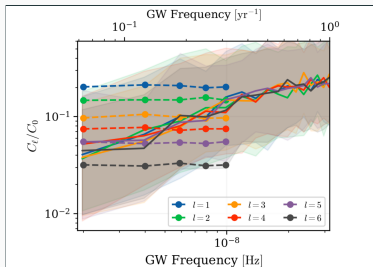 GW Frequency [yr⁻¹]
10⁻¹ 10⁰
C_ℓ/C_0
10⁻¹
10⁻²
l = 1 l = 3 l = 5
l = 2 l = 4 l = 6
10⁻⁸
GW Frequency [Hz]